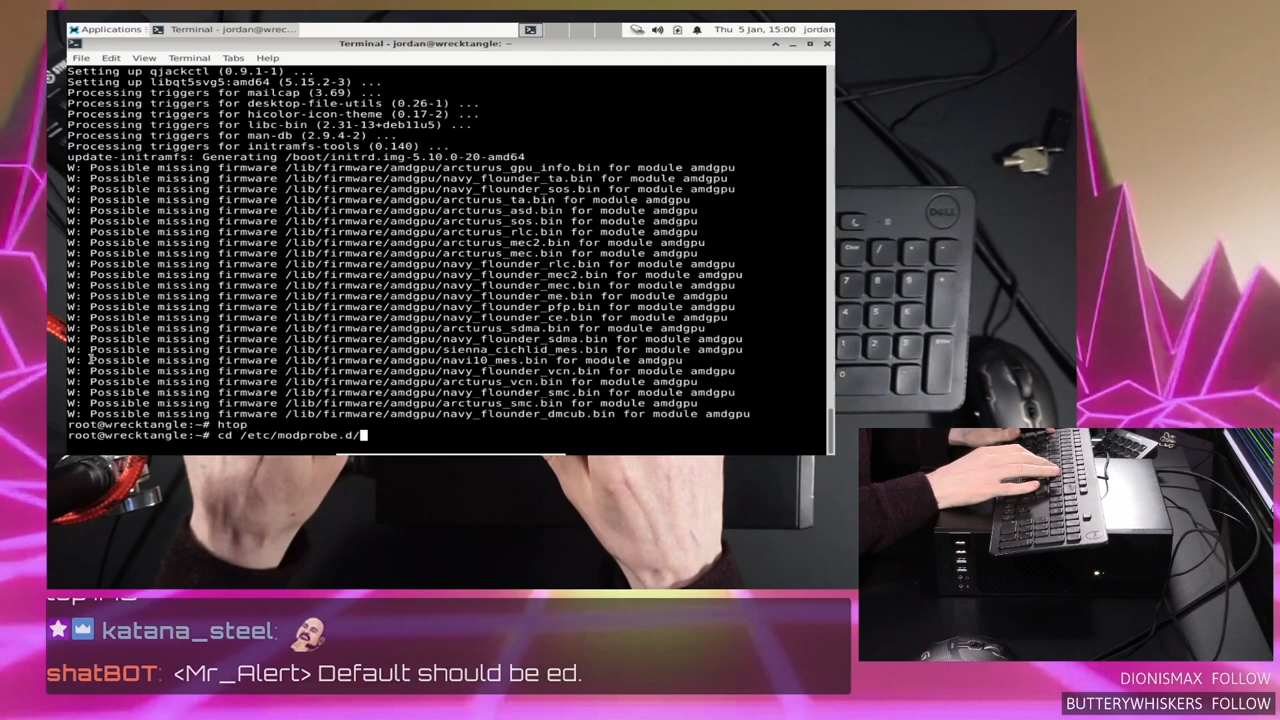 Applications
Terminal - jordan@wrec...
Thu 5 Jan, 15:00 jordan
Terminal - jordan@wrecktangle: ~
File Edit View Terminal Tabs Help
Setting up qjackctl (0.9.1-1) ...
Setting up libqt5svg5:amd64 (5.15.2-3) ...
Processing triggers for mailcap (3.69) ...
Processing triggers for desktop-file-utils (0.26-1) ...
Processing triggers for hicolor-icon-theme (0.17-2) ...
Processing triggers for libc-bin (2.31-13+deb11u5) ...
Processing triggers for man-db (2.9.4-2) ...
Processing triggers for initramfs-tools (0.140) ...
update-initramfs: Generating /boot/initrd.img-5.10.0-20-amd64
W: Possible missing firmware /lib/firmware/amdgpu/arcturus_gpu_info.bin for module amdgpu
W: Possible missing firmware /lib/firmware/amdgpu/navy_flounder_ta.bin for module amdgpu
W: Possible missing firmware /lib/firmware/amdgpu/navy_flounder_sos.bin for module amdgpu
W: Possible missing firmware /lib/firmware/amdgpu/arcturus_ta.bin for module amdgpu
W: Possible missing firmware /lib/firmware/amdgpu/arcturus_asd.bin for module amdgpu
W: Possible missing firmware /lib/firmware/amdgpu/arcturus_sos.bin for module amdgpu
W: Possible missing firmware /lib/firmware/amdgpu/arcturus_rlc.bin for module amdgpu
W: Possible missing firmware /lib/firmware/amdgpu/arcturus_mec2.bin for module amdgpu
W: Possible missing firmware /lib/firmware/amdgpu/arcturus_mec.bin for module amdgpu
W: Possible missing firmware /lib/firmware/amdgpu/navy_flounder_rlc.bin for module amdgpu
W: Possible missing firmware /lib/firmware/amdgpu/navy_flounder_mec2.bin for module amdgpu
W: Possible missing firmware /lib/firmware/amdgpu/navy_flounder_mec.bin for module amdgpu
W: Possible missing firmware /lib/firmware/amdgpu/navy_flounder_me.bin for module amdgpu
W: Possible missing firmware /lib/firmware/amdgpu/navy_flounder_pfp.bin for module amdgpu
W: Possible missing firmware /lib/firmware/amdgpu/navy_flounder_ce.bin for module amdgpu
W: Possible missing firmware /lib/firmware/amdgpu/arcturus_sdma.bin for module amdgpu
W: Possible missing firmware /lib/firmware/amdgpu/navy_flounder_sdma.bin for module amdgpu
W: Possible missing firmware /lib/firmware/amdgpu/sienna_cichlid_mes.bin for module amdgpu
W: Possible missing firmware /lib/firmware/amdgpu/navi10_mes.bin for module amdgpu
W: Possible missing firmware /lib/firmware/amdgpu/navy_flounder_vcn.bin for module amdgpu
W: Possible missing firmware /lib/firmware/amdgpu/arcturus_vcn.bin for module amdgpu
W: Possible missing firmware /lib/firmware/amdgpu/navy_flounder_smc.bin for module amdgpu
W: Possible missing firmware /lib/firmware/amdgpu/arcturus_smc.bin for module amdgpu
W: Possible missing firmware /lib/firmware/amdgpu/navy_flounder_dmcub.bin for module amdgpu
root@wrecktangle:~# htop
root@wrecktangle:~# cd /etc/modprobe.d/
DELL
7 8 9
4 5 6
1 2 3
0
katana_steel:
shatBOT: <Mr_Alert> Default should be ed.
DIONISMAX FOLLOW
BUTTERYWHISKERS FOLLOW